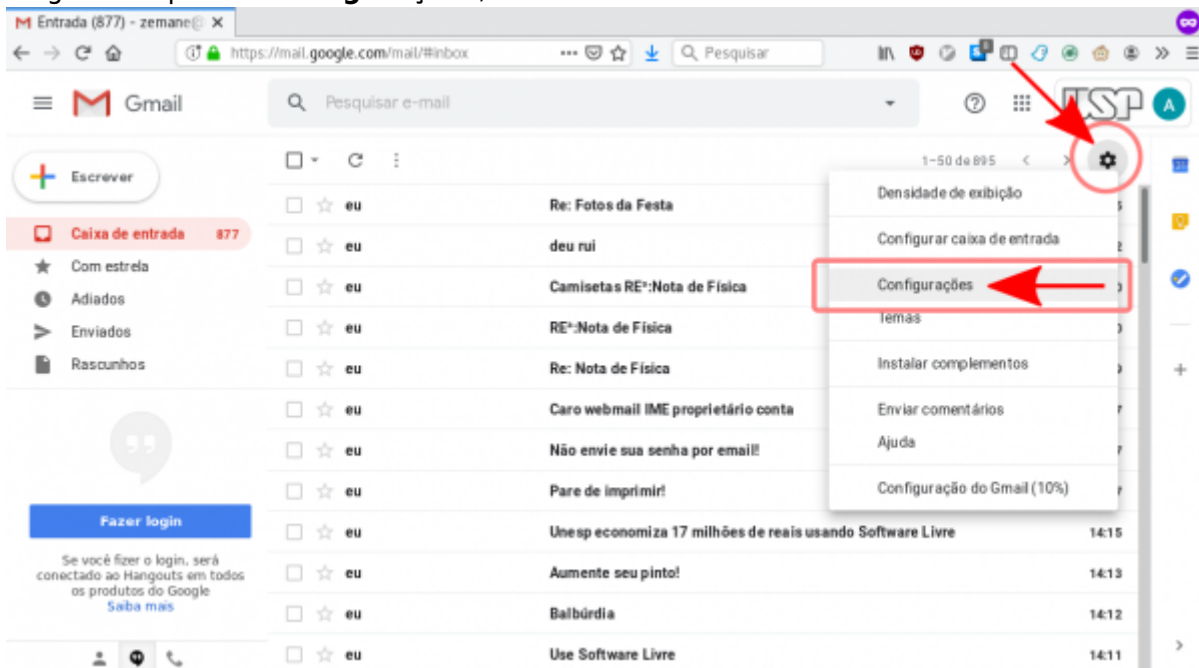 Entrada (877) - zemane@
https://mail.google.com/mail/#inbox
Pesquisar
Gmail
Pesquisar e-mail
USP
A
Escrever
1-50 de 895
Caixa de entrada 877
Com estrela
Adiados
Enviados
Rascunhos
eu Re: Fotos da Festa
eu deu rui
eu Camisetas REª:Nota de Física
eu REª:Nota de Física
eu Re: Nota de Física
eu Caro webmail IME proprietário conta
eu Não envie sua senha por email!
eu Pare de imprimir!
eu Unesp economiza 17 milhões de reais usando Software Livre 14:15
eu Aumente seu pinto! 14:13
eu Balbúrdia 14:12
eu Use Software Livre 14:11
Densidade de exibição
Configurar caixa de entrada
Configurações
Temas
Instalar complementos
Enviar comentários
Ajuda
Configuração do Gmail (10%)
Fazer login
Se você fizer o login, será
conectado ao Hangouts em todos
os produtos do Google
Saiba mais